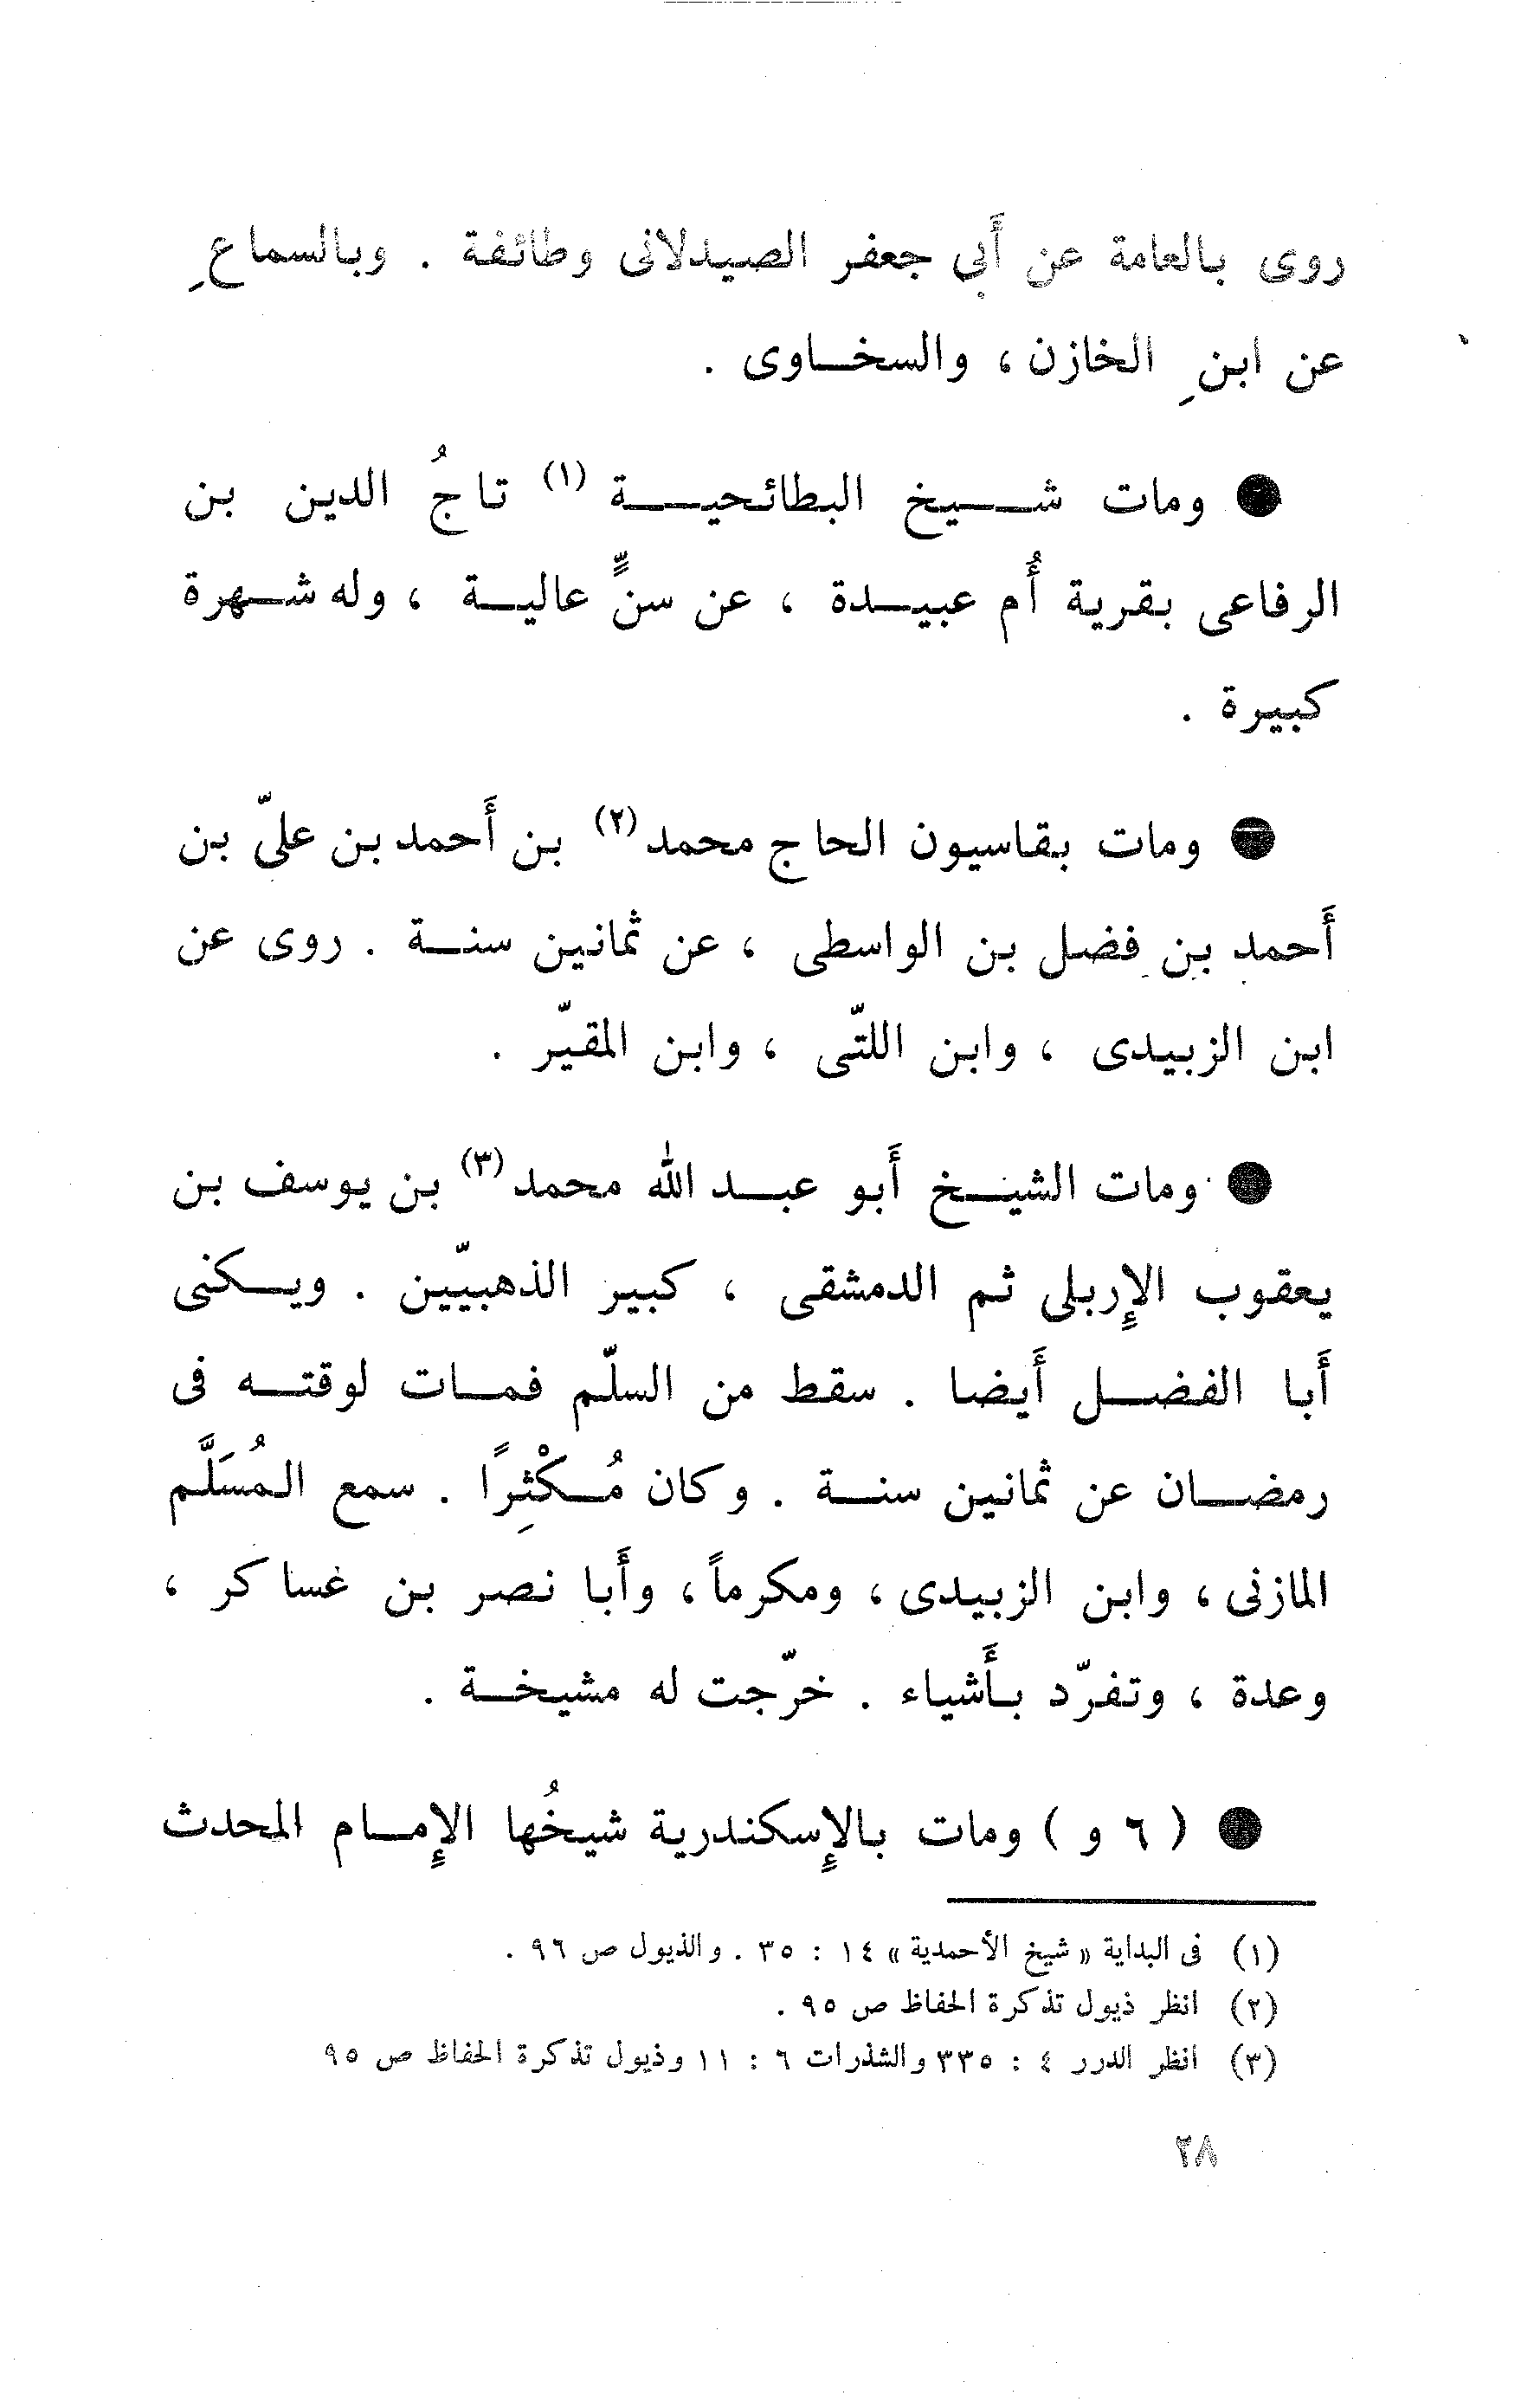 روى بالعامة عن أَبي جعفر الصيدلانى وطائفة . وبالسماعِ
عن ابنِ الخازن ، والسخاوى .
● ومات شيخ البطائحية (١) تاجُ الدين بن
الرفاعى بقرية أُم عبيدة ، عن سنٍّ عالية ، وله شهرة
كبيرة .
● ومات بقاسيون الحاج محمد (٢) بن أَحمد بن علىّ بن
أَحمد بن فضل بن الواسطى ، عن ثمانين سنة . روى عن
ابن الزبيدى ، وابن اللتّى ، وابن المقيّر .
● ومات الشيخ أَبو عبد الله محمد (٣) بن يوسف بن
يعقوب الإِربلى ثم الدمشقى ، كبير الذهبيّين . ويكنى
أَبا الفضل أَيضا . سقط من السلّم فمات لوقته فى
رمضان عن ثمانين سنة . وكان مُكْثِرًا . سمع المُسَلَّم
المازنى ، وابن الزبيدى ، ومكرماً ، وأَبا نصر بن غساكر ،
وعدة ، وتفرّد بأَشياء . خرّجت له مشيخة .
● ( ٦ و ) ومات بالإِسكندرية شيخُها الإِمام المحدث
(١) فى البداية « شيخ الأحمدية » ١٤ : ٣٥ . والذيول ص ٩٦ .
(٢) انظر ذيول تذكرة الحفاظ ص ٩٥ .
(٣) انظر الدرر ٤ : ٣٣٥ والشذرات ٦ : ١١ وذيول تذكرة الحفاظ ص ٩٥
٢٨